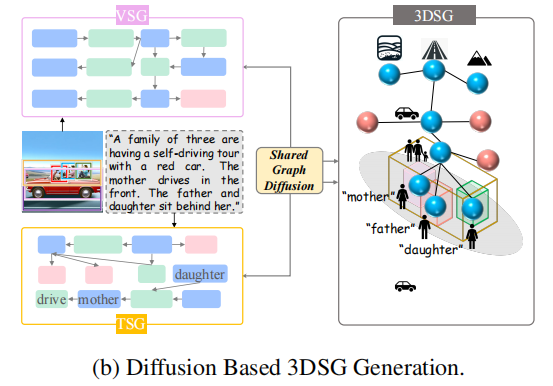 VSG
3DSG
"A family of three are
having a self-driving tour
with a red car. The
mother drives in the
front. The father and
daughter sit behind her."
Shared
Graph
Diffusion
"mother"
"father"
"daughter"
daughter
drive
mother
TSG
(b) Diffusion Based 3DSG Generation.